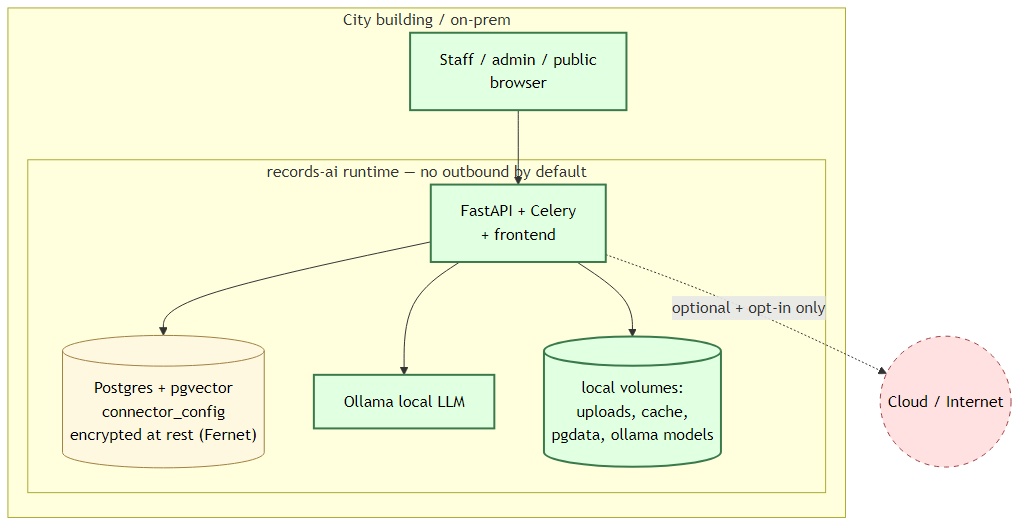 City building / on-prem
Staff / admin / public
browser
records-ai runtime — no outbound by default
FastAPI + Celery
+ frontend
optional + opt-in only
Postgres + pgvector
connector_config
encrypted at rest (Fernet)
Ollama local LLM
local volumes:
uploads, cache,
pgdata, ollama models
Cloud / Internet